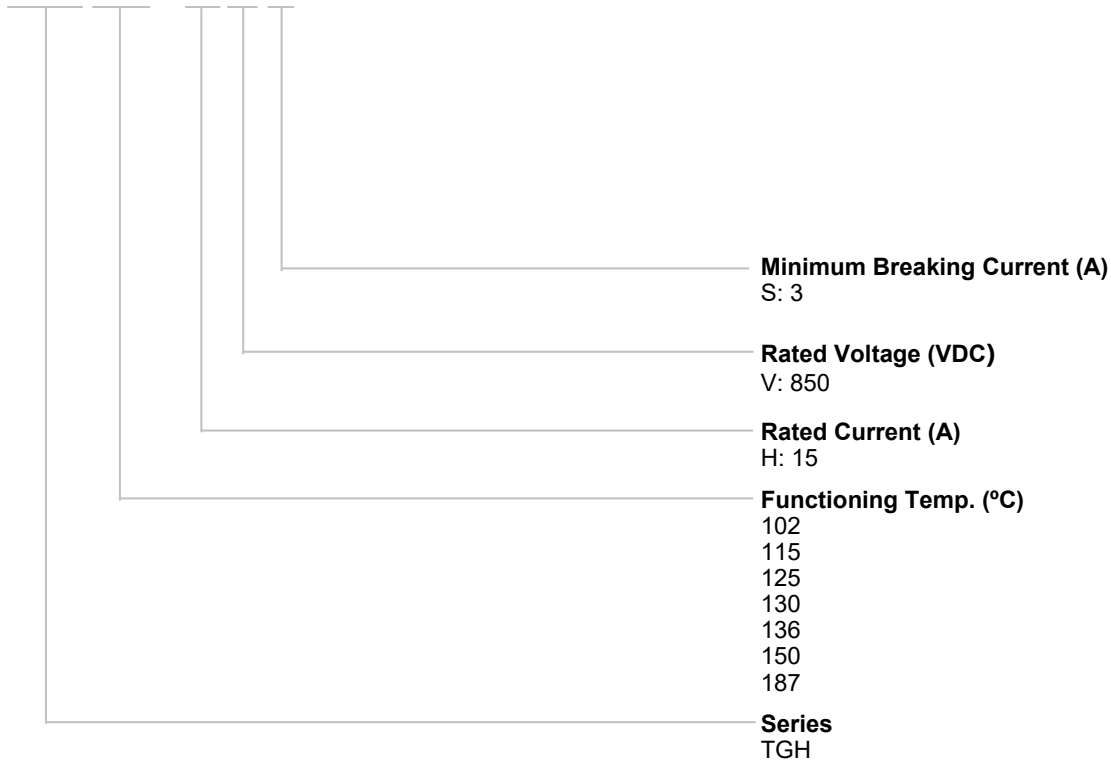 Minimum Breaking Current (A)
S: 3
Rated Voltage (VDC)
V: 850
Rated Current (A)
H: 15
Functioning Temp. (ºC)
102
115
125
130
136
150
187
Series
TGH